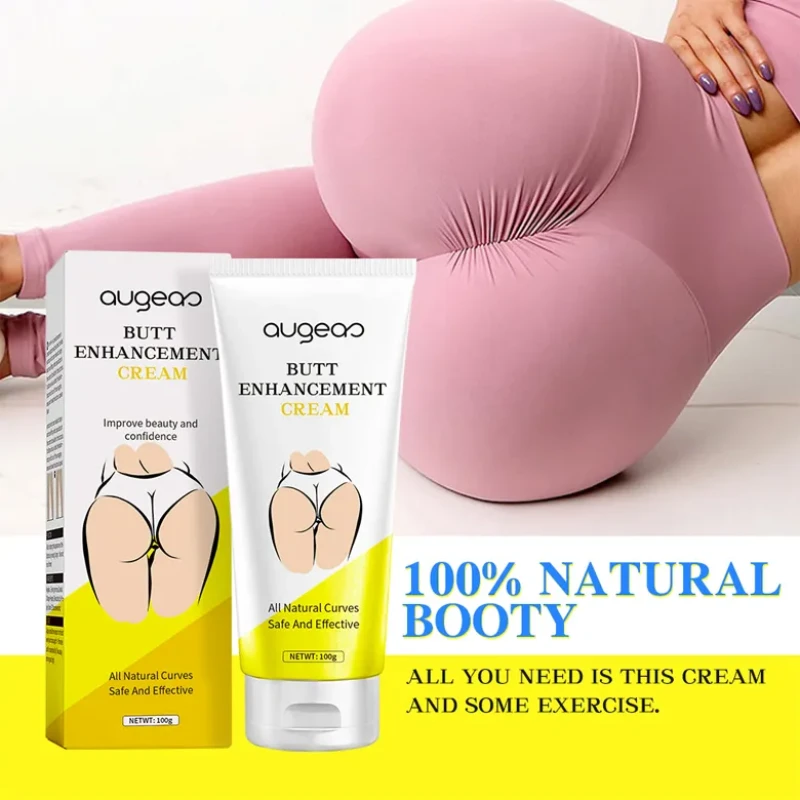 augeas
BUTT
ENHANCEMENT
CREAM
Improve beauty and
confidence
All Natural Curves
Safe And Effective
NETWT: 100g
augeas
BUTT
ENHANCEMENT
CREAM
All Natural Curves
Safe And Effective
NETWT: 100g
100% NATURAL
BOOTY
ALL YOU NEED IS THIS CREAM
AND SOME EXERCISE.